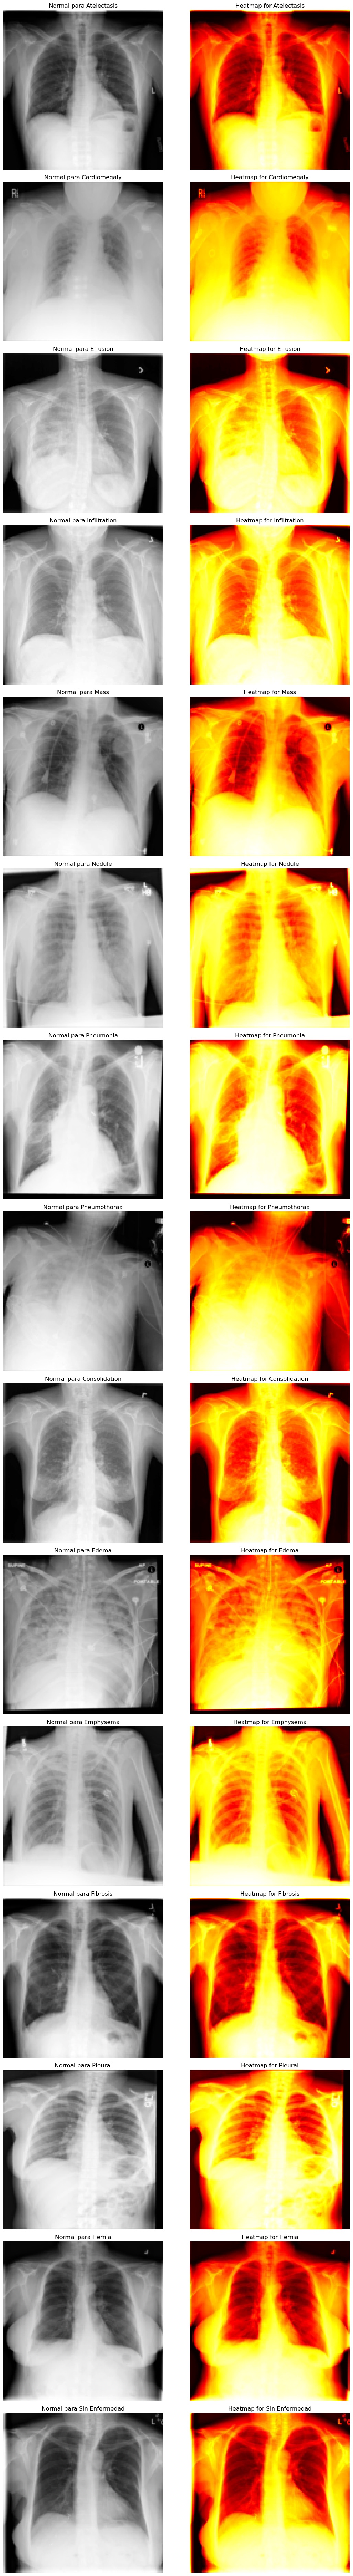 Normal para Atelectasis
Heatmap for Atelectasis
L
L
Normal para Cardiomegaly
Heatmap for Cardiomegaly
Normal para Effusion
Heatmap for Effusion
Normal para Infiltration
Heatmap for Infiltration
Normal para Mass
Heatmap for Mass
Normal para Nodule
Heatmap for Nodule
Normal para Pneumonia
Heatmap for Pneumonia
Normal para Pneumothorax
Heatmap for Pneumothorax
Normal para Consolidation
Heatmap for Consolidation
Normal para Edema
Heatmap for Edema
AP
AP
PORTABLE
PORTABLE
Normal para Emphysema
Heatmap for Emphysema
Normal para Fibrosis
Heatmap for Fibrosis
Normal para Pleural
Heatmap for Pleural
Normal para Hernia
Heatmap for Hernia
Normal para Sin Enfermedad
Heatmap for Sin Enfermedad
L
L